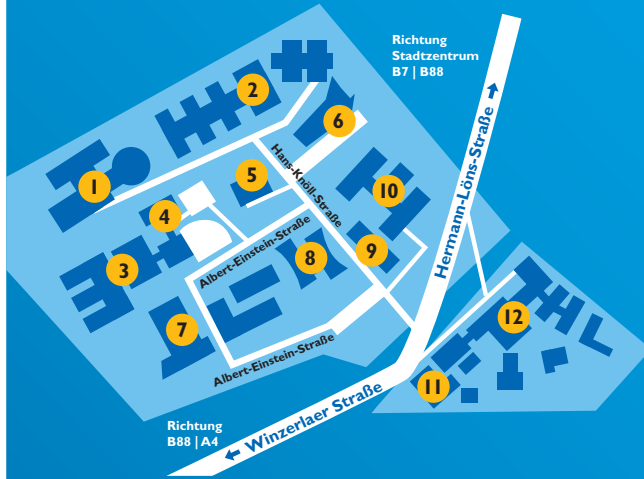 Richtung
Stadtzentrum
B7 | B88
2
6
Hans-Knöll-Straße
Hermann-Löns-Straße
1
5
10
4
Albert-Einstein-Straße
9
8
3
12
7
Albert-Einstein-Straße
11
Winzerlaer Straße
Richtung
B88 | A4